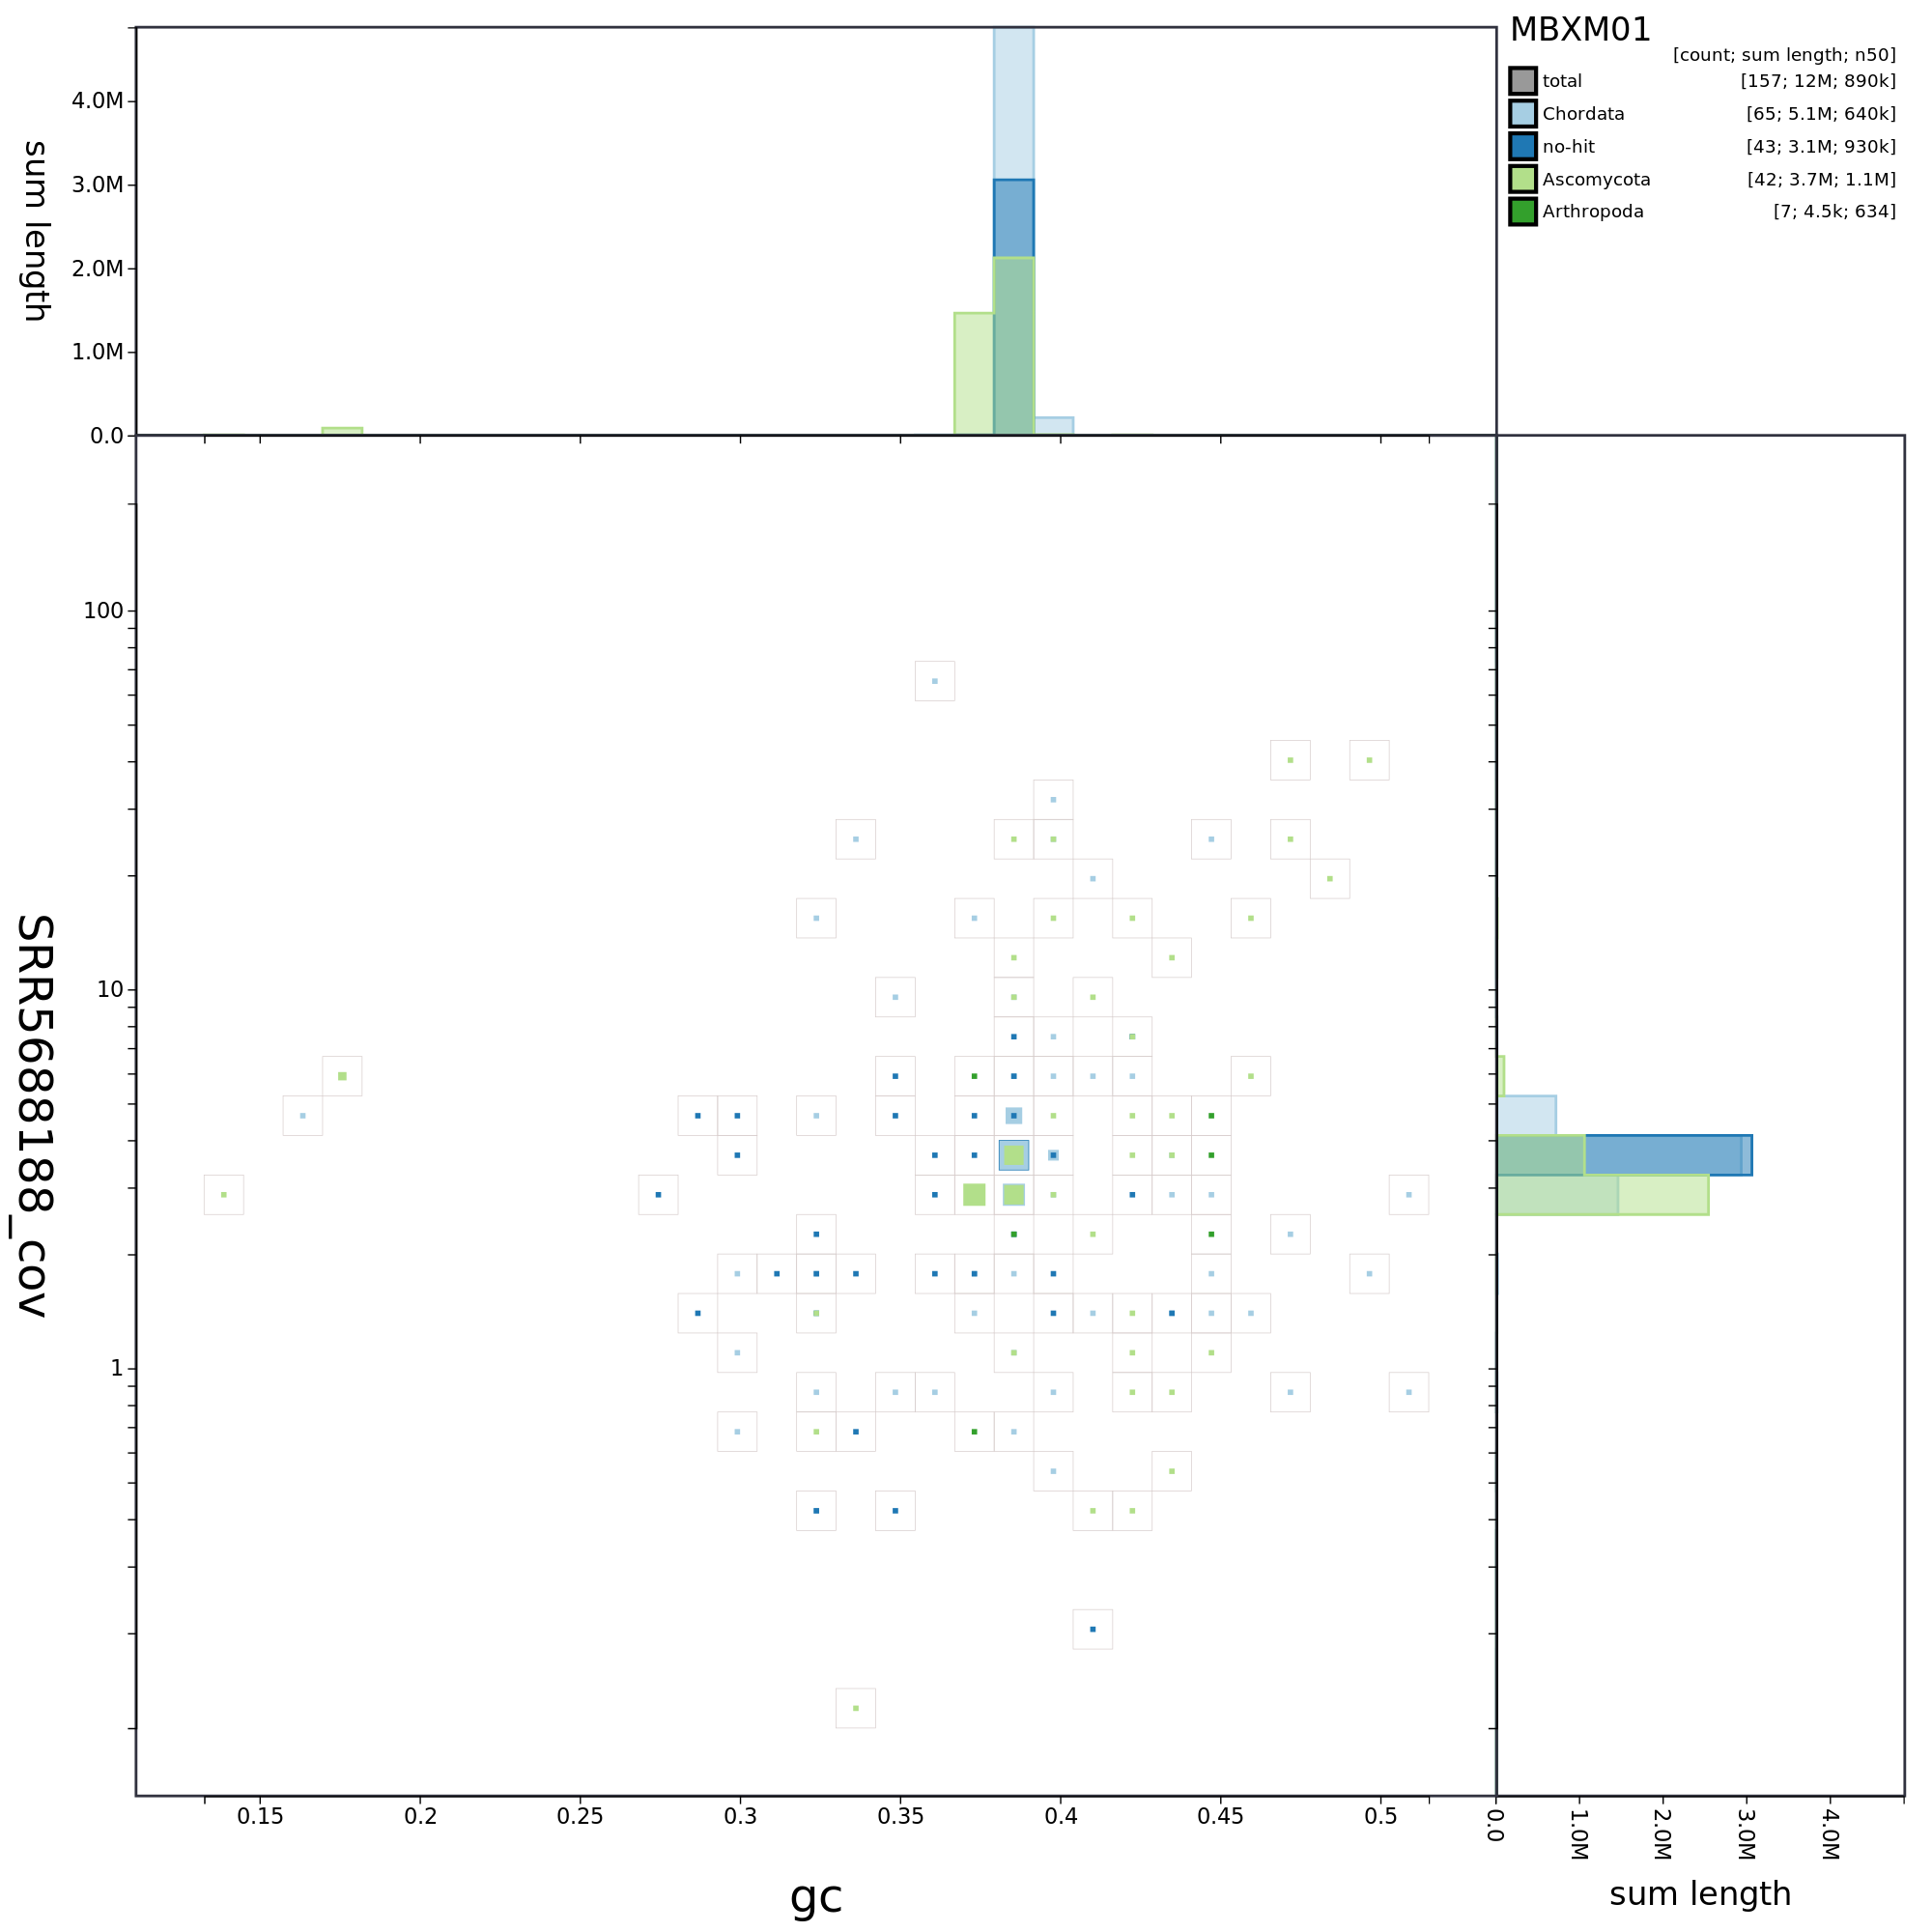 MBXM01
[count; sum length; n50]
total [157; 12M; 890k]
Chordata [65; 5.1M; 640k]
no-hit [43; 3.1M; 930k]
Ascomycota [42; 3.7M; 1.1M]
Arthropoda [7; 4.5k; 634]
sum length
4.0M
3.0M
2.0M
1.0M
0.0
SRR5688188_cov
100
10
1
0.15 0.2 0.25 0.3 0.35 0.4 0.45 0.5
gc
0.0 1.0M 2.0M 3.0M 4.0M
sum length